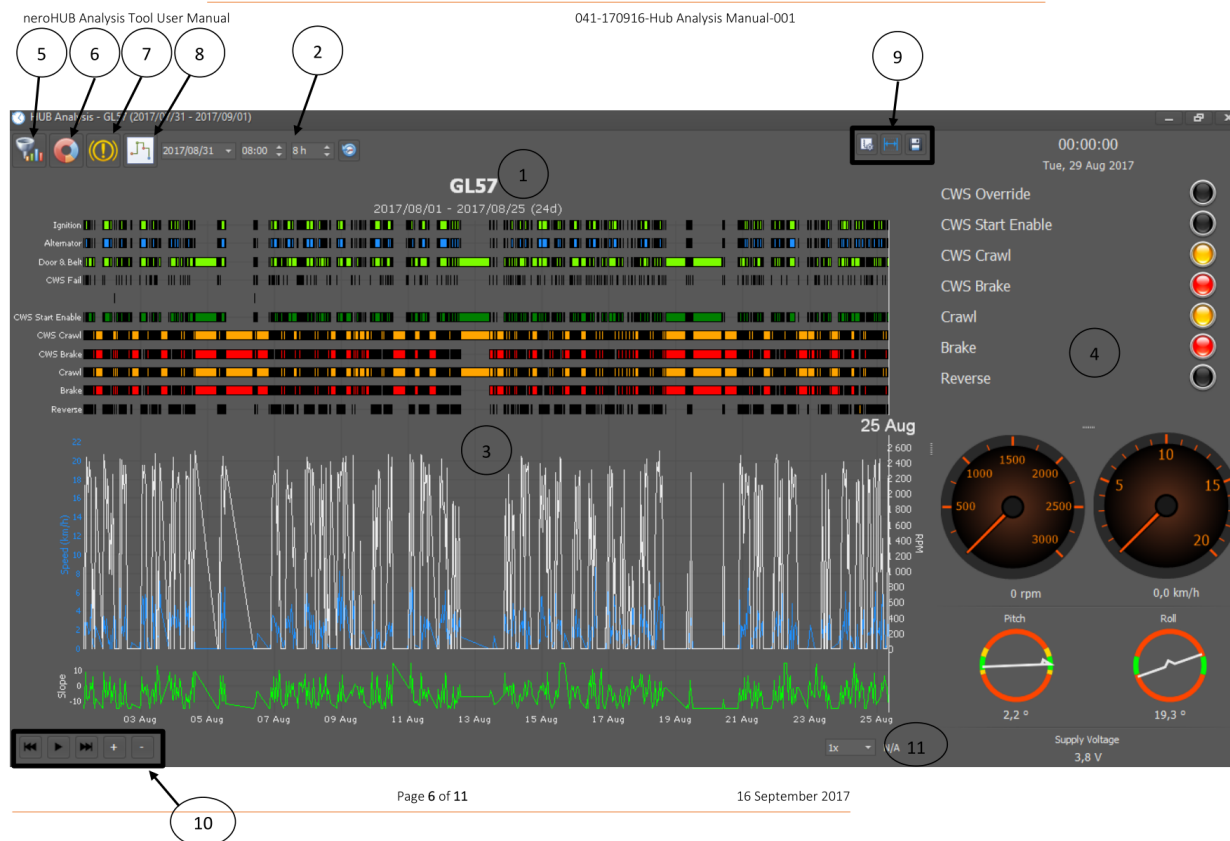 neroHUB Analysis Tool User Manual
041-170916-Hub Analysis Manual-001
5
6
7
8
2
9
HUB Analysis - GL57 (2017/07/31 - 2017/09/01)
2017/08/31
08:00
8 h
00:00:00
Tue, 29 Aug 2017
GL57
1
2017/08/01 - 2017/08/25 (24d)
Ignition
Alternator
Door & Belt
CWS Fail
CWS Start Enable
CWS Crawl
CWS Brake
Crawl
Brake
Reverse
CWS Override
CWS Start Enable
CWS Crawl
CWS Brake
Crawl
Brake
Reverse
4
25 Aug
3
22
20
18
16
14
12
10
8
6
4
2
0
Speed (km/h)
2 600
2 400
2 200
2 000
1 800
1 600
1 400
1 200
1 000
800
600
400
200
0
RPM
Slope
10
0
-10
03 Aug
05 Aug
07 Aug
09 Aug
11 Aug
13 Aug
15 Aug
17 Aug
19 Aug
21 Aug
23 Aug
25 Aug
500
1000
1500
2000
2500
3000
0 rpm
5
10
15
20
0,0 km/h
Pitch
2,2 °
Roll
19,3 °
Supply Voltage
3,8 V
+
-
1x
N/A
11
Page 6 of 11
16 September 2017
10